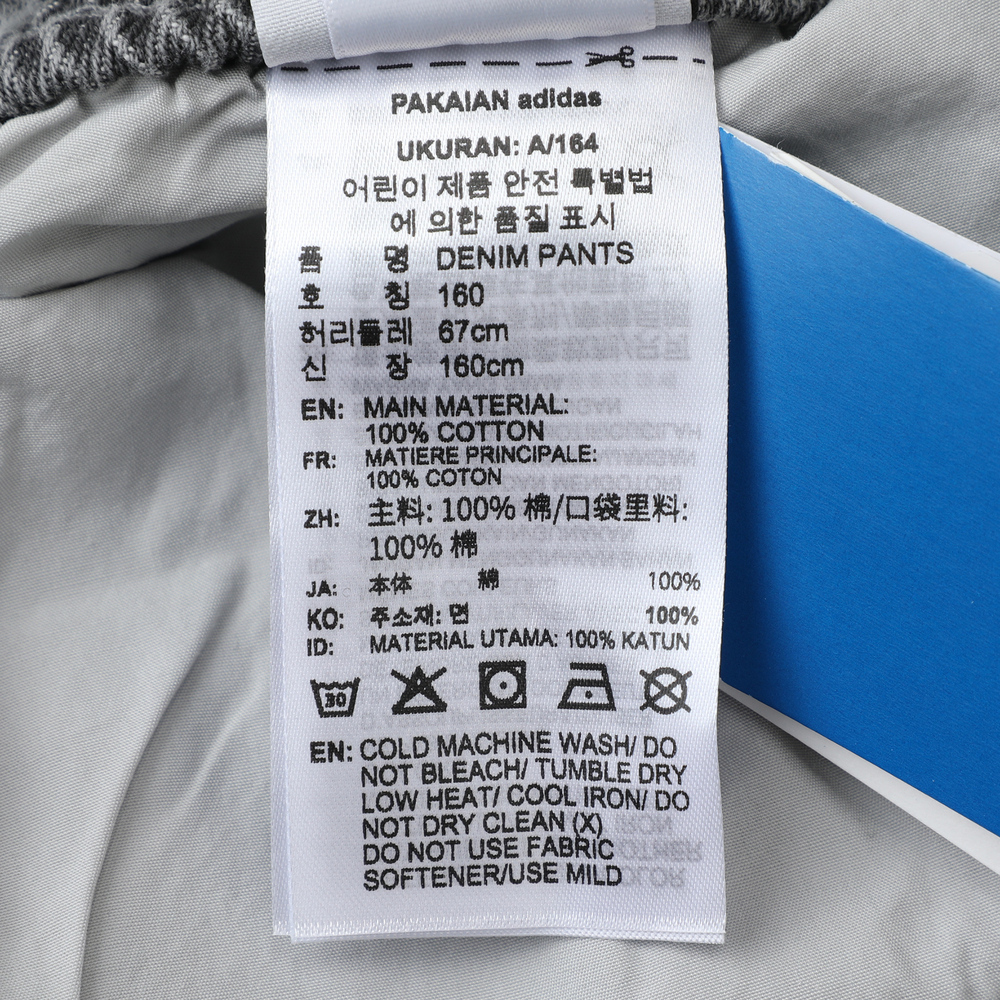 PAKAIAN adidas
UKURAN: A/164
어린이 제품 안전 특별법
에 의한 품질 표시
품 명 DENIM PANTS
호 칭 160
허리둘레 67cm
신 장 160cm
EN: MAIN MATERIAL:
100% COTTON
FR: MATIERE PRINCIPALE:
100% COTON
ZH: 主料: 100% 棉/口袋里料:
100% 棉
JA: 本体 綿 100%
KO: 주소재: 면 100%
ID: MATERIAL UTAMA: 100% KATUN
30
EN: COLD MACHINE WASH/ DO
NOT BLEACH/ TUMBLE DRY
LOW HEAT/ COOL IRON/ DO
NOT DRY CLEAN (X)
DO NOT USE FABRIC
SOFTENER/USE MILD